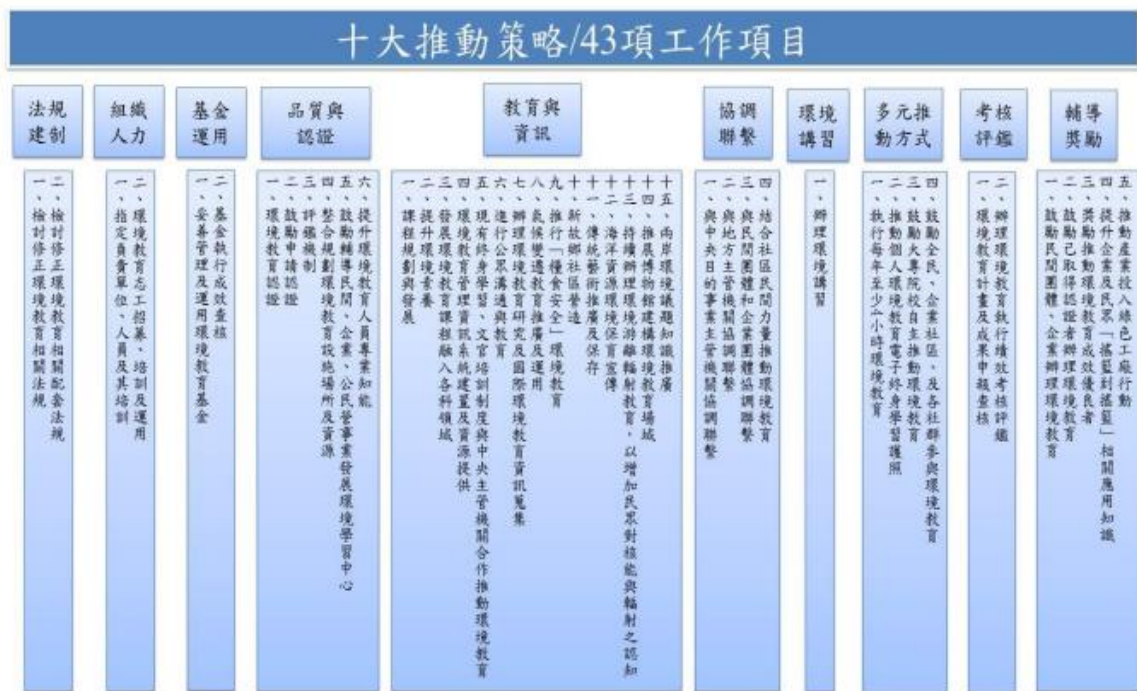 十大推動策略/43項工作項目
法規
建制
一、檢討修正環境教育相關法規
二、檢討修正環境教育相關配套法規
組織
人力
一、指定負責單位、人員及其培訓
二、環境教育志工招募、培訓及運用
基金
運用
一、妥善管理及運用環境教育基金
二、基金執行成效查核
品質與
認證
一、環境教育認證
二、鼓勵申請認證
三、評鑑機制
四、整合規劃環境教育設施場所及資源
五、鼓勵輔導民間、企業、公民營事業發展環境學習中心
六、提升環境教育人員專業知能
教育與
資訊
一、課程規劃與發展
二、提升環境素養
三、發展環境教育課程融入各科領域
四、環境教育管理資訊系統建置及資源提供
五、現有終身學習、文官培訓制度與中央主管機關合作推動環境教育
六、進行公眾溝通與教育
七、辦理環境教育研究及國際環境教育資訊蒐集
八、氣候變遷教育推廣及運用
九、推行「糧食安全」環境教育
十、新故鄉社區營造
十一、傳統藝術推廣及保存
十二、海洋資源環境保育宣傳
十三、持續辦理環境游離輻射教育，以增加民眾對核能與輻射之認知
十四、推展博物館建構環境教育場域
十五、兩岸環境議題知識推廣
協調
聯繫
一、與中央目的事業主管機關協調聯繫
二、與地方主管機關協調聯繫
三、與民間團體和企業團體協調聯繫
四、結合社區民間力量推動環境教育
環境
講習
一、辦理環境講習
多元推
動方式
一、執行每年至少4小時環境教育
二、推動個人環境教育電子終身學習護照
三、鼓勵大專院校自主推動環境教育
四、鼓勵全民、企業社區，及各社群參與環境教育
考核
評鑑
一、環境教育計畫及成果申報查核
二、辦理環境教育執行績效考核評鑑
輔導
獎勵
一、鼓勵民間團體、企業辦理環境教育
二、鼓勵已取得認證者辦理環境教育
三、獎勵推動環境教育成效優良者
四、提升企業及民眾「搖籃到搖籃」相關應用知識
五、推動產業投入綠色工廠行動